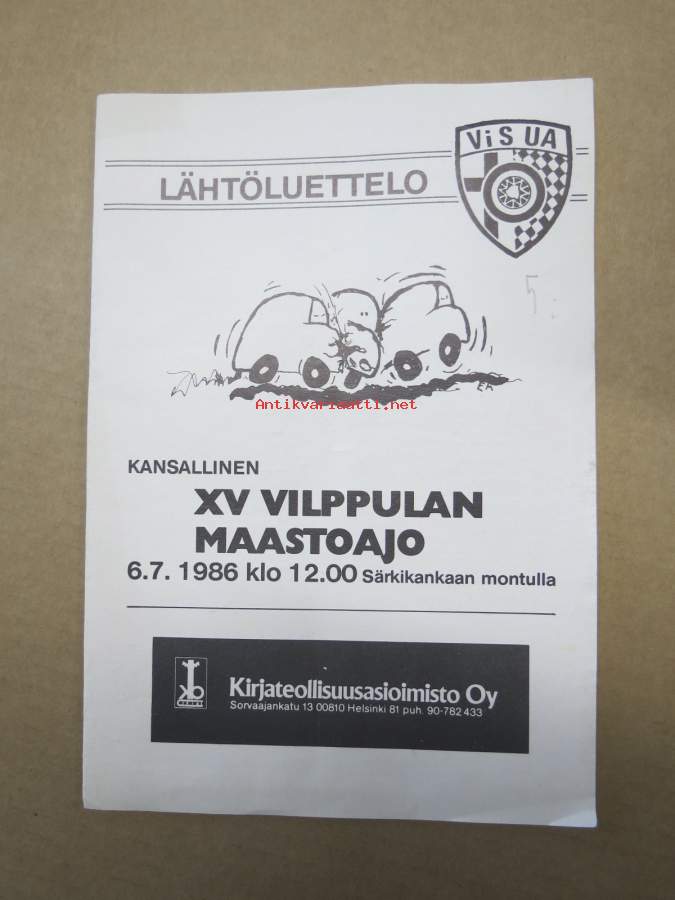 ViS UA
LÄHTÖLUETTELO
5:
Antikvariaatti.net
KANSALLINEN
XV VILPPULAN
MAASTOAJO
6.7. 1986 klo 12.00 Särkikankaan montulla
Kirjateollisuusasioimisto Oy
Sorvaajankatu 13 00810 Helsinki 81 puh. 90-782 433